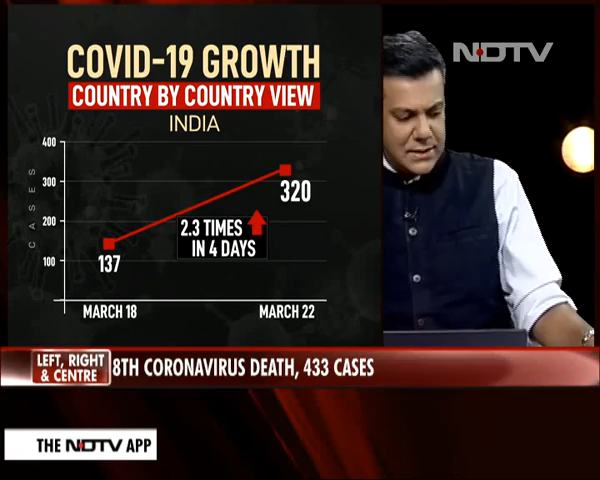 NDTV
COVID-19 GROWTH
COUNTRY BY COUNTRY VIEW
INDIA
CASES
400
300
200
100
137
320
2.3 TIMES
IN 4 DAYS
MARCH 18
MARCH 22
LEFT, RIGHT
& CENTRE
8TH CORONAVIRUS DEATH, 433 CASES
THE NDTV APP